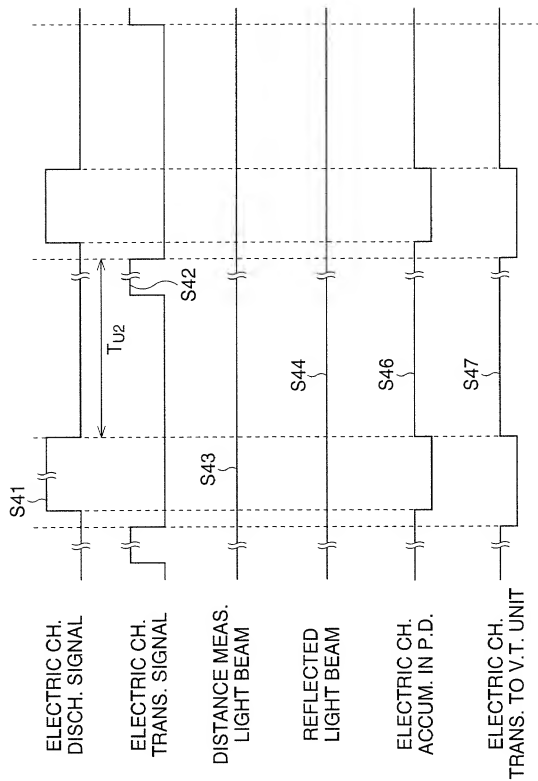 ELECTRIC CH.
DISCH. SIGNAL
S41
TU2
ELECTRIC CH.
TRANS. SIGNAL
S42
DISTANCE MEAS.
LIGHT BEAM
S43
REFLECTED
LIGHT BEAM
S44
ELECTRIC CH.
ACCUM. IN P.D.
S46
ELECTRIC CH.
TRANS. TO V.T. UNIT
S47